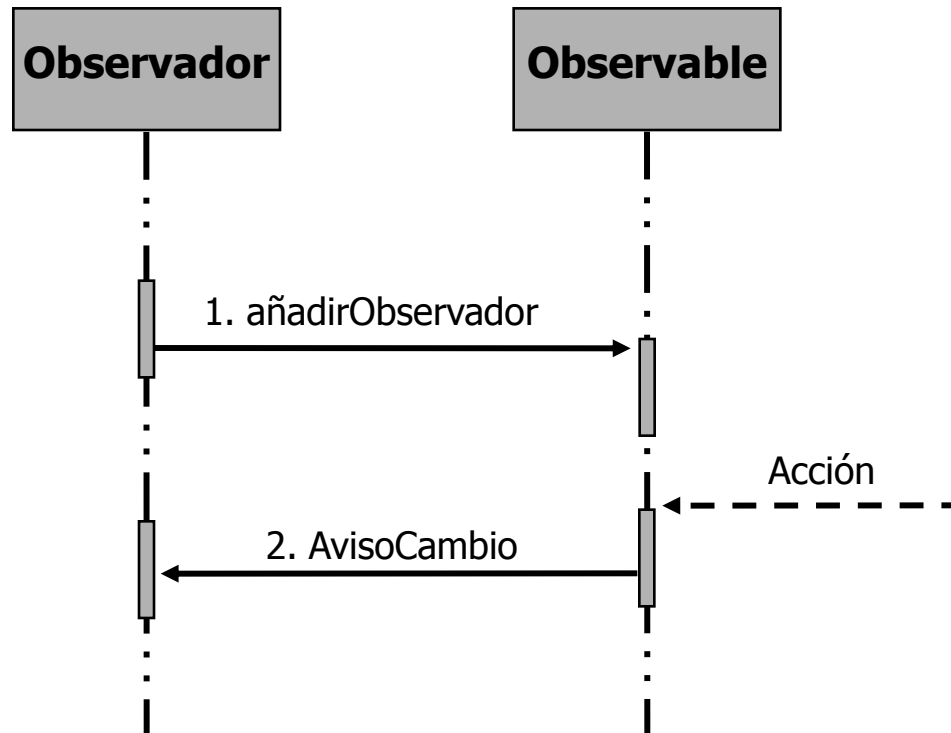 Observador
Observable
1. añadirObservador
Acción
2. AvisoCambio